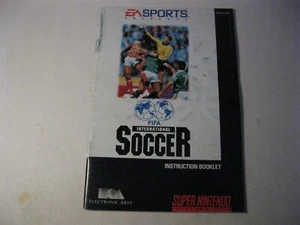 EA SPORTS
FIFA
INTERNATIONAL
SOCCER
INSTRUCTION BOOKLET
ELECTRONIC ARTS
SUPER NINTENDO